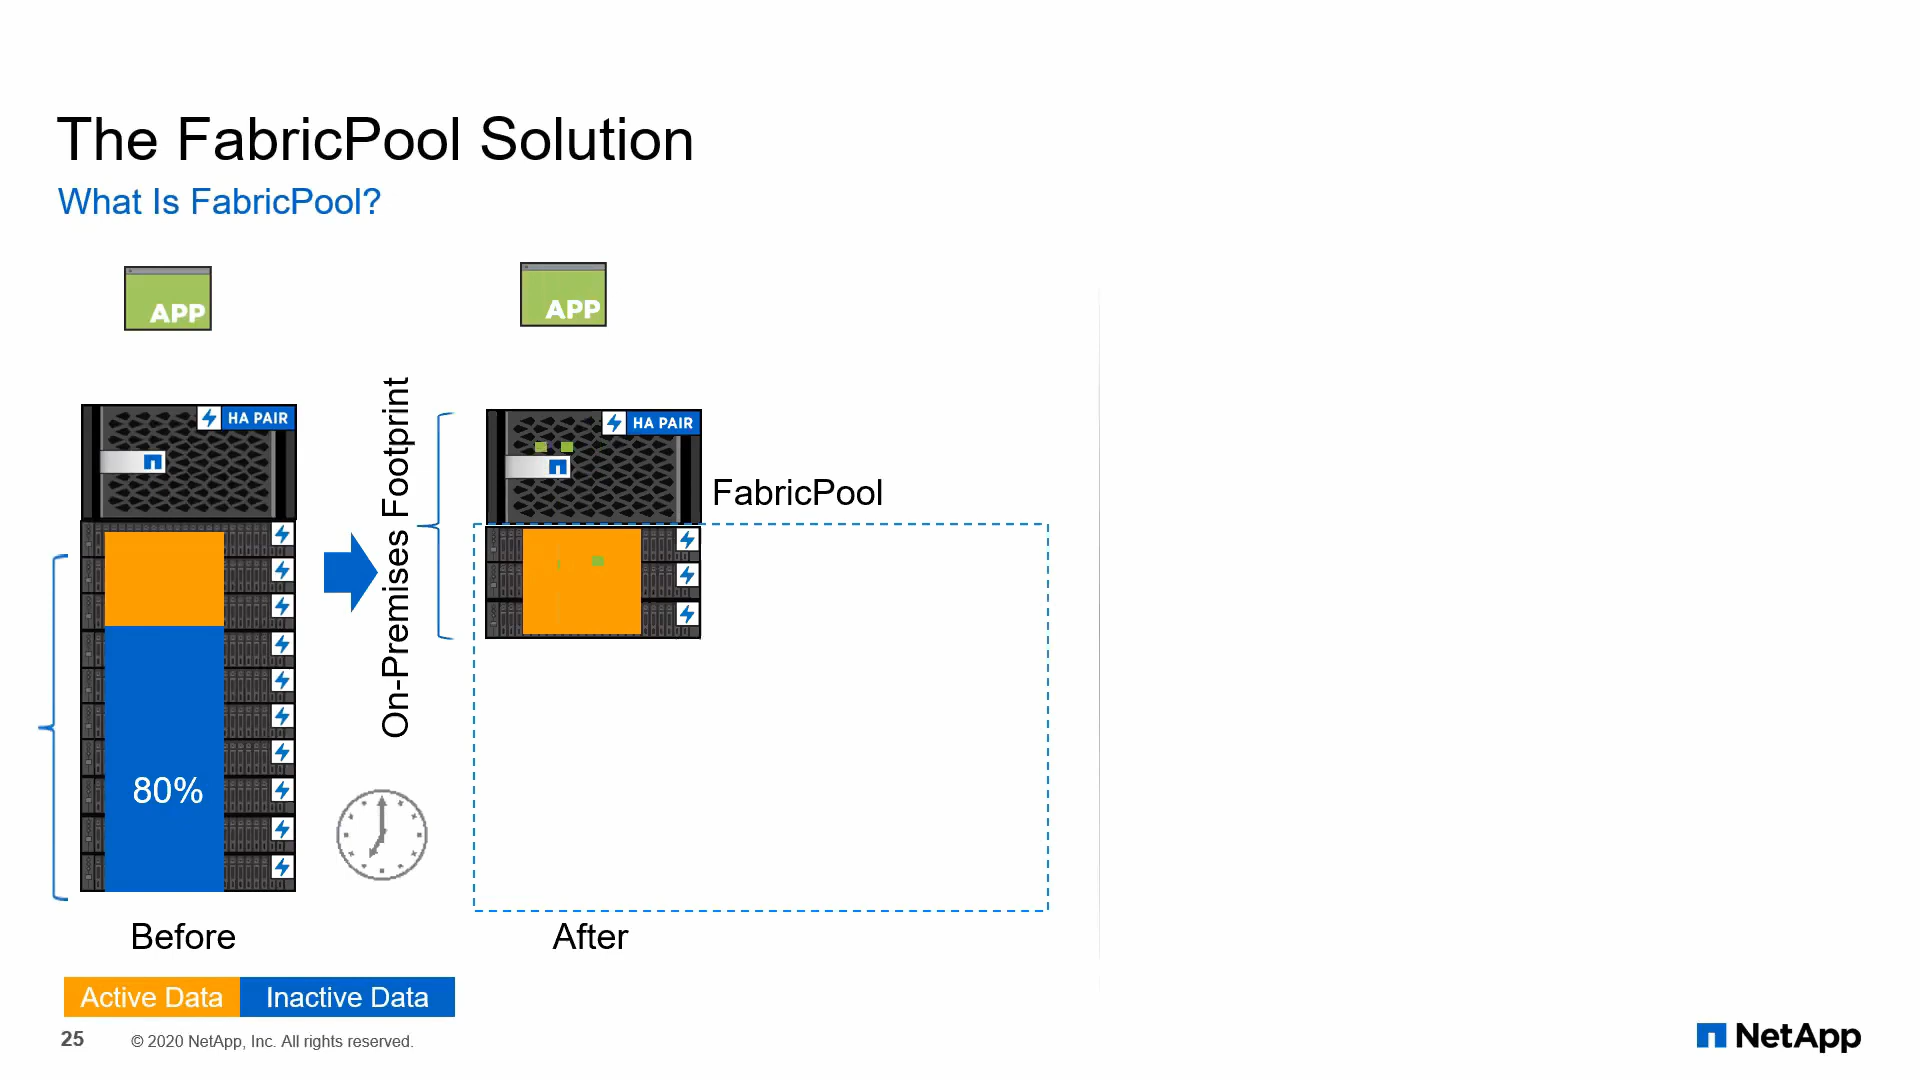 The FabricPool Solution
What Is FabricPool?
APP
APP
HA PAIR
HA PAIR
On-Premises Footprint
FabricPool
80%
Before
After
Active Data
Inactive Data
25
© 2020 NetApp, Inc. All rights reserved.
NetApp